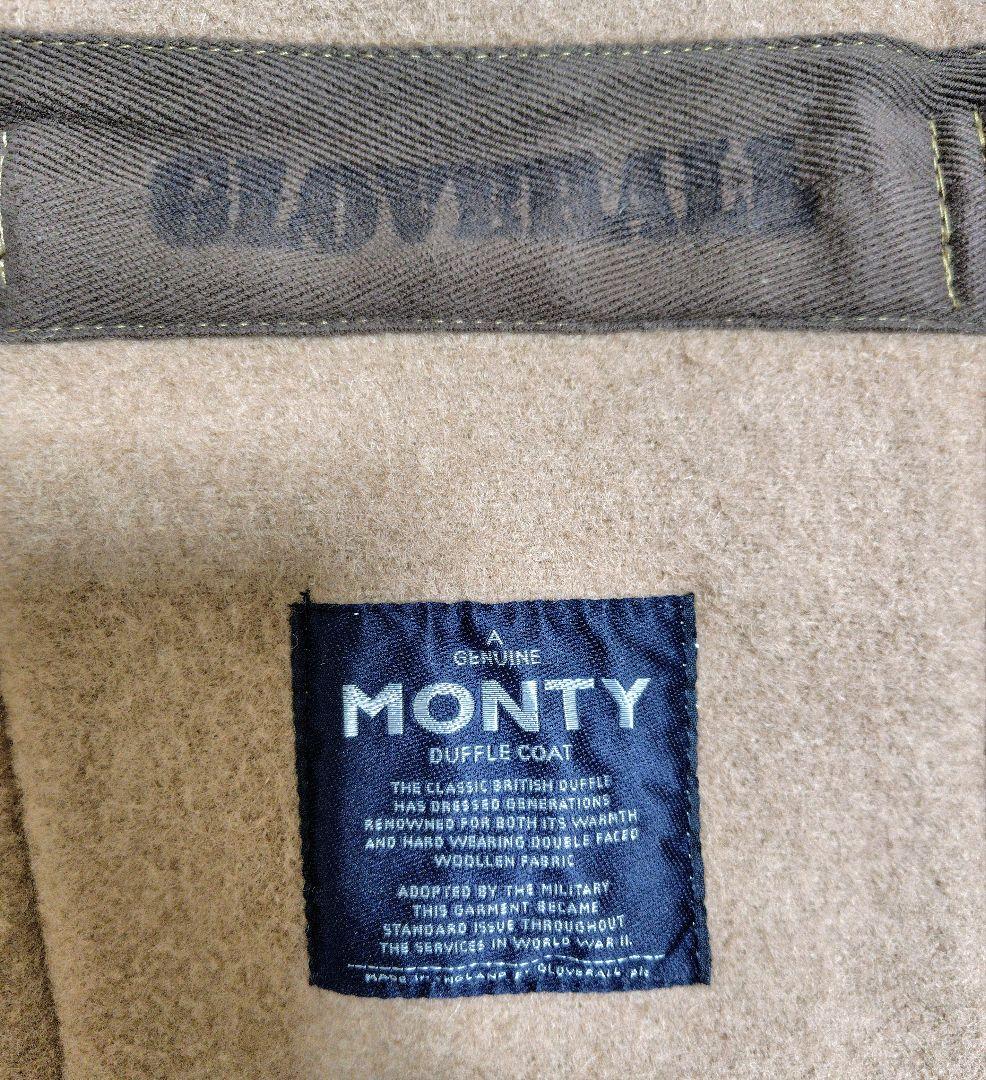 GLOVERALL
A
GENUINE
MONTY
DUFFLE COAT
THE CLASSIC BRITISH DUFFLE
HAS DRESSED GENERATIONS
RENOWNED FOR BOTH ITS WARMTH
AND HARD WEARING DOUBLE FACED
WOOLLEN FABRIC
ADOPTED BY THE MILITARY
THIS GARMENT BECAME
STANDARD ISSUE THROUGHOUT
THE SERVICES IN WORLD WAR II.
MADE IN ENGLAND BY GLOVERALL plc